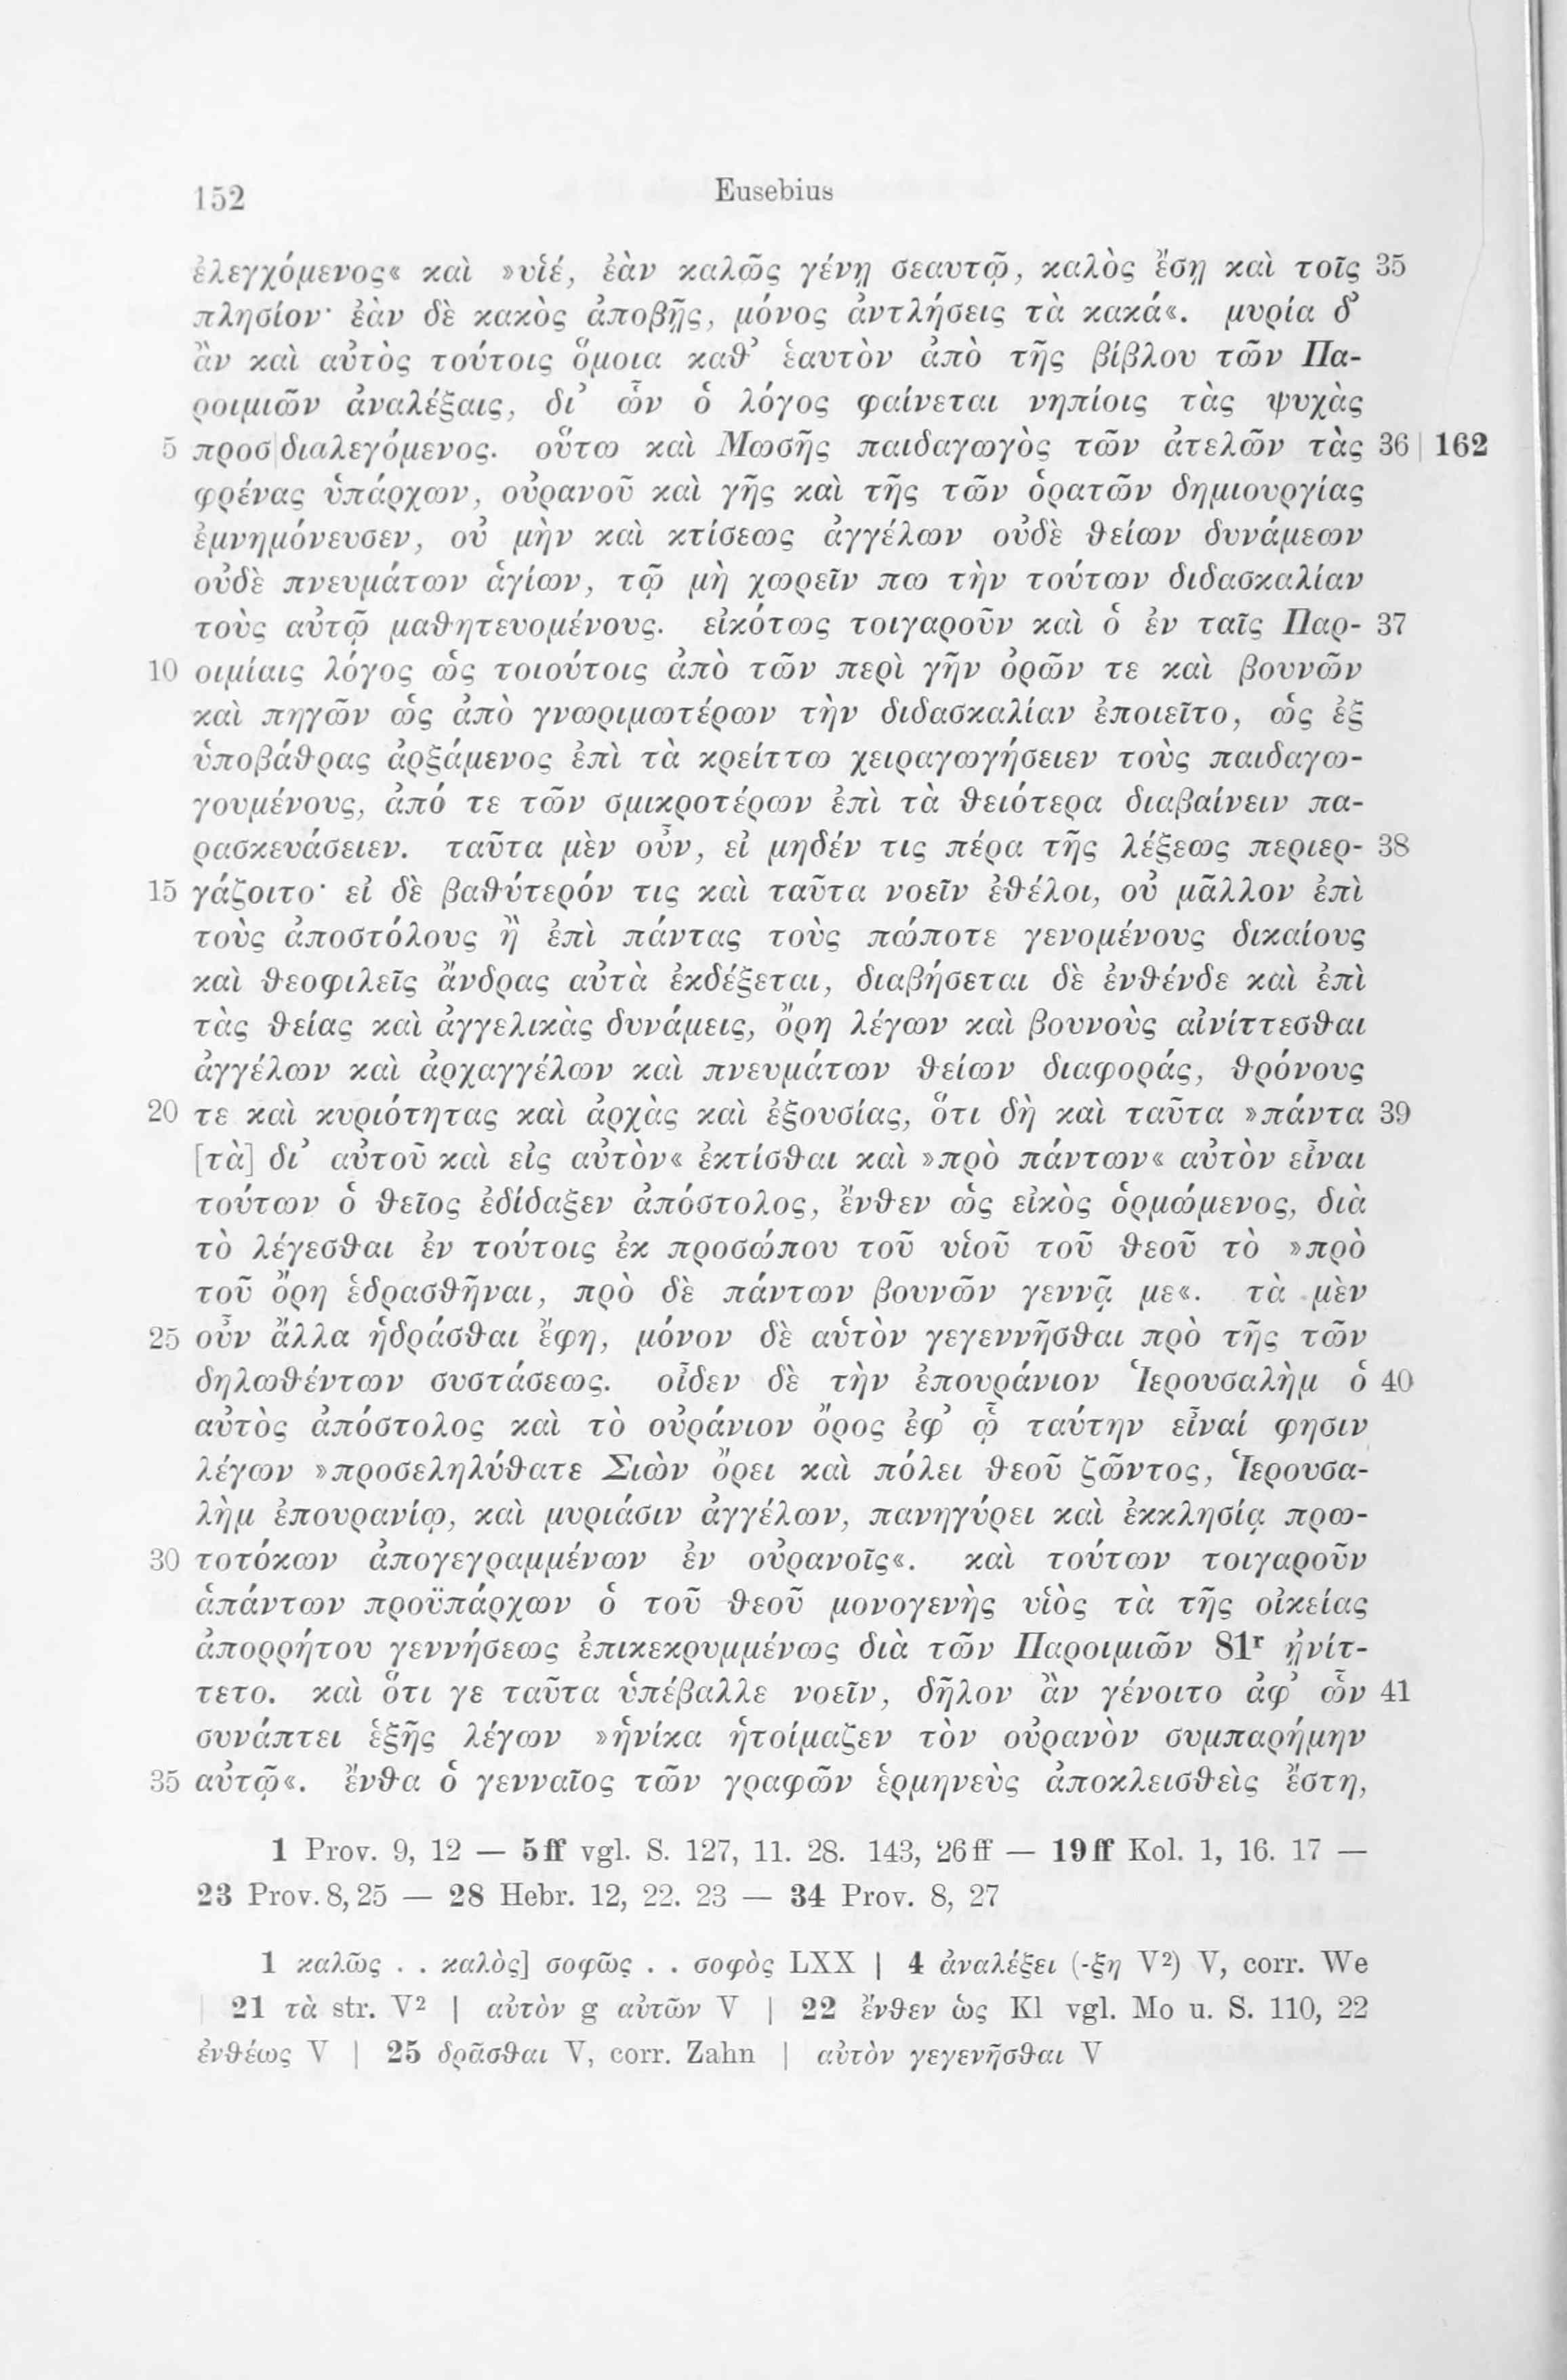 152 Eusebius
ἐλεγχόμενος« καὶ »υἱέ, ἐὰν καλῶς γένῃ σεαυτῷ, καλὸς ἔσῃ καὶ τοῖς 35
πλησίον· ἐὰν δὲ κακὸς ἀποβῇς, μόνος ἀντλήσεις τὰ κακά«. μυρία δ᾽
ἂν καὶ αὐτὸς τούτοις ὅμοια καθ᾽ ἑαυτὸν ἀπὸ τῆς βίβλου τῶν Πα-
ροιμιῶν ἀναλέξαις, δι᾽ ὧν ὁ λόγος φαίνεται νηπίοις τὰς ψυχὰς
5 προσ|διαλεγόμενος. οὕτω καὶ Μωσῆς παιδαγωγὸς τῶν ἀτελῶν τὰς 36 | 162
φρένας ὑπάρχων, οὐρανοῦ καὶ γῆς καὶ τῆς τῶν ὁρατῶν δημιουργίας
ἐμνημόνευσεν, οὐ μὴν καὶ κτίσεως ἀγγέλων οὐδὲ θείων δυνάμεων
οὐδὲ πνευμάτων ἁγίων, τῷ μὴ χωρεῖν πω τὴν τούτων διδασκαλίαν
τοὺς αὐτῷ μαθητευομένους. εἰκότως τοιγαροῦν καὶ ὁ ἐν ταῖς Παρ- 37
10 οιμίαις λόγος ὡς τοιούτοις ἀπὸ τῶν περὶ γῆν ὀρῶν τε καὶ βουνῶν
καὶ πηγῶν ὡς ἀπὸ γνωριμωτέρων τὴν διδασκαλίαν ἐποιεῖτο, ὡς ἐξ
ὑποβάθρας ἀρξάμενος ἐπὶ τὰ κρείττω χειραγωγήσειεν τοὺς παιδαγω-
γουμένους, ἀπό τε τῶν σμικροτέρων ἐπὶ τὰ θειότερα διαβαίνειν πα-
ρασκευάσειεν. ταῦτα μὲν οὖν, εἰ μηδέν τις πέρα τῆς λέξεως περιερ- 38
15 γάζοιτο· εἰ δὲ βαθύτερόν τις καὶ ταῦτα νοεῖν ἐθέλοι, οὐ μᾶλλον ἐπὶ
τοὺς ἀποστόλους ἢ ἐπὶ πάντας τοὺς πώποτε γενομένους δικαίους
καὶ θεοφιλεῖς ἄνδρας αὐτὰ ἐκδέξεται, διαβήσεται δὲ ἐνθένδε καὶ ἐπὶ
τὰς θείας καὶ ἀγγελικὰς δυνάμεις, ὄρη λέγων καὶ βουνοὺς αἰνίττεσθαι
ἀγγέλων καὶ ἀρχαγγέλων καὶ πνευμάτων θείων διαφοράς, θρόνους
20 τε καὶ κυριότητας καὶ ἀρχὰς καὶ ἐξουσίας, ὅτι δὴ καὶ ταῦτα »πάντα 39
[τὰ] δι᾽ αὐτοῦ καὶ εἰς αὐτὸν« ἐκτίσθαι καὶ »πρὸ πάντων« αὐτὸν εἶναι
τούτων ὁ θεῖος ἐδίδαξεν ἀπόστολος, ἔνθεν ὡς εἰκὸς ὁρμώμενος, διὰ
τὸ λέγεσθαι ἐν τούτοις ἐκ προσώπου τοῦ υἱοῦ τοῦ θεοῦ τὸ »πρὸ
τοῦ ὄρη ἑδρασθῆναι, πρὸ δὲ πάντων βουνῶν γεννᾷ με«. τὰ μὲν
25 οὖν ἄλλα ἡδράσθαι ἔφη, μόνον δὲ αὑτὸν γεγεννῆσθαι πρὸ τῆς τῶν
δηλωθέντων συστάσεως. οἶδεν δὲ τὴν ἐπουράνιον Ἱερουσαλὴμ ὁ 40
αὐτὸς ἀπόστολος καὶ τὸ οὐράνιον ὄρος ἐφ᾽ ᾧ ταύτην εἶναί φησιν
λέγων »προσεληλύθατε Σιὼν ὄρει καὶ πόλει θεοῦ ζῶντος, Ἱερουσα-
λὴμ ἐπουρανίῳ, καὶ μυριάσιν ἀγγέλων, πανηγύρει καὶ ἐκκλησίᾳ πρω-
30 τοτόκων ἀπογεγραμμένων ἐν οὐρανοῖς«. καὶ τούτων τοιγαροῦν
ἁπάντων προϋπάρχων ὁ τοῦ θεοῦ μονογενὴς υἱὸς τὰ τῆς οἰκείας
ἀπορρήτου γεννήσεως ἐπικεκρυμμένως διὰ τῶν Παροιμιῶν 81ʳ ᾐνίτ-
τετο. καὶ ὅτι γε ταῦτα ὑπέβαλλε νοεῖν, δῆλον ἂν γένοιτο ἀφ᾽ ὧν 41
συνάπτει ἑξῆς λέγων »ἡνίκα ἡτοίμαζεν τὸν οὐρανὸν συμπαρήμην
35 αὐτῷ«. ἔνθα ὁ γενναῖος τῶν γραφῶν ἑρμηνεὺς ἀποκλεισθεὶς ἔστη,
1 Prov. 9, 12 — 5 ff vgl. S. 127, 11. 28. 143, 26 ff — 19 ff Kol. 1, 16. 17 —
23 Prov. 8, 25 — 28 Hebr. 12, 22. 23 — 34 Prov. 8, 27
1 καλῶς . . καλὸς] σοφῶς . . σοφὸς LXX | 4 ἀναλέξει (-ξη V²) V, corr. We
| 21 τὰ str. V² | αὐτὸν g αὐτῶν V | 22 ἔνθεν ὡς Kl vgl. Mo u. S. 110, 22
ἐνθέως V | 25 δρᾶσθαι V, corr. Zahn | αὐτὸν γεγενῆσθαι V